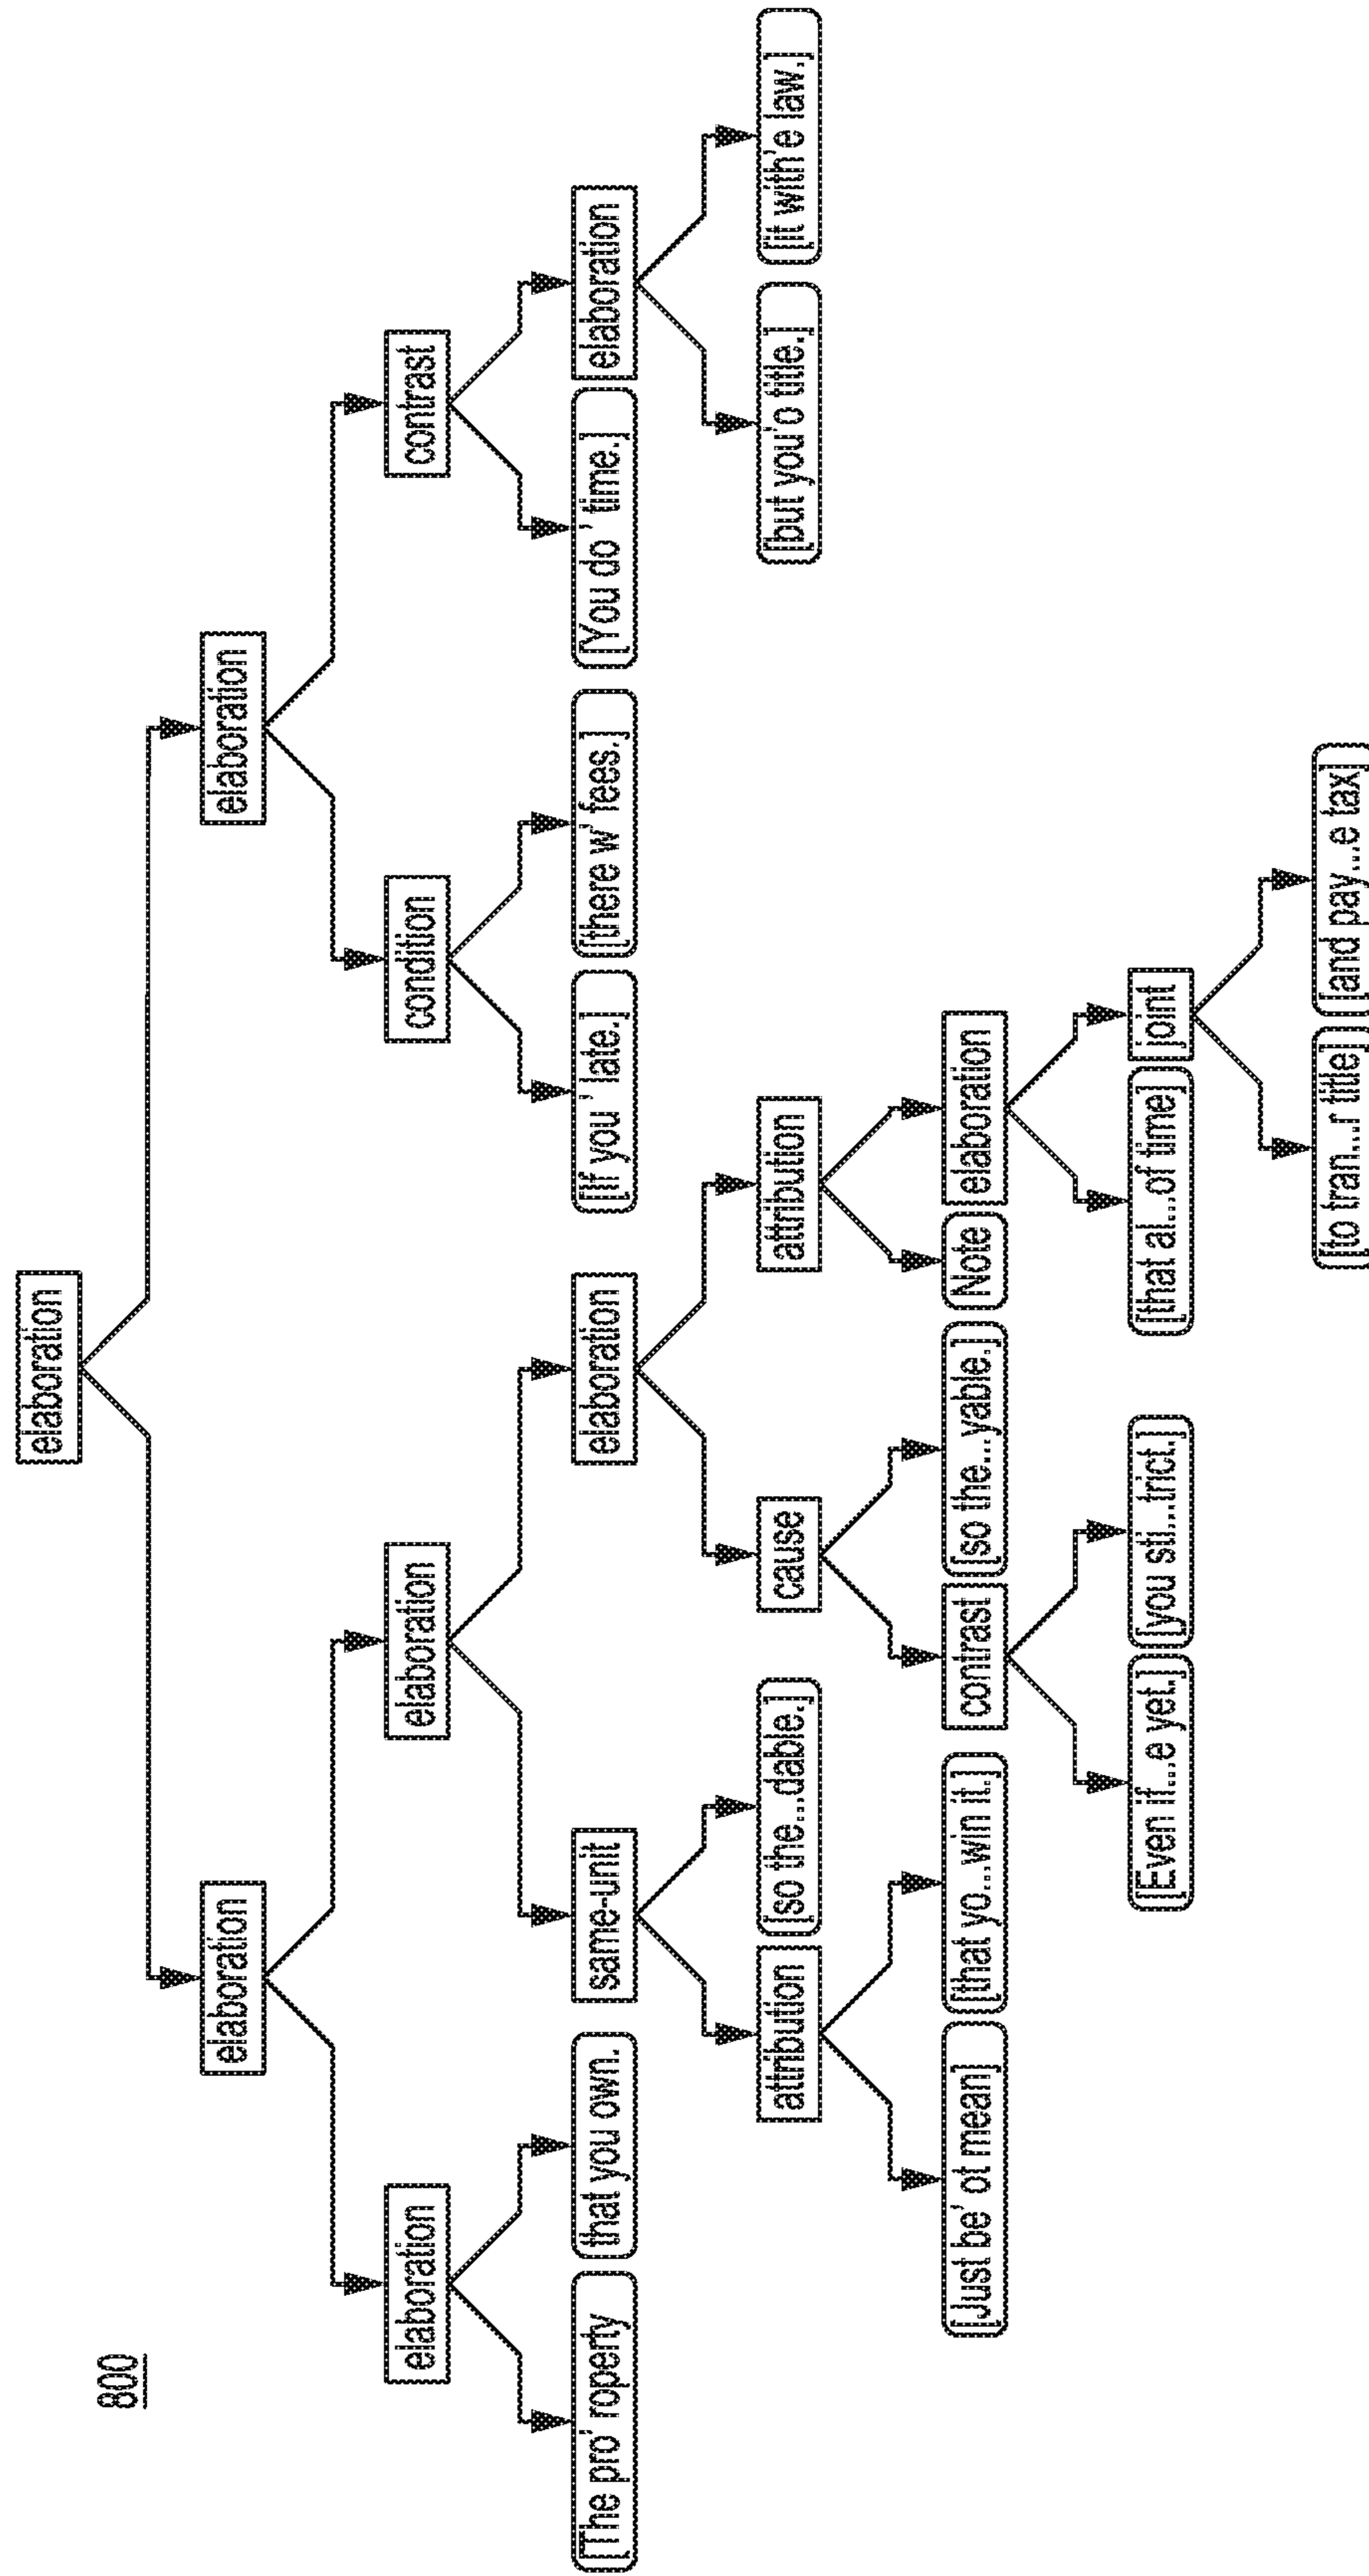 800
elaboration
elaboration
elaboration
elaboration
elaboration
condition
contrast
[The pro' roperty
that you own.
same-unit
elaboration
[If you ' late.]
[there w' fees.]
[You do ' time.]
elaboration
attribution
[so the...dable.]
cause
attribution
[but you'o title.]
[it with'e law.]
[Just be' ot mean]
[that yo...win it.]
contrast
[so the...yable.]
Note
elaboration
[Even if...e yet.]
[you sti...trict.]
[that al...of time]
joint
[to tran...r title]
[and pay...e tax]